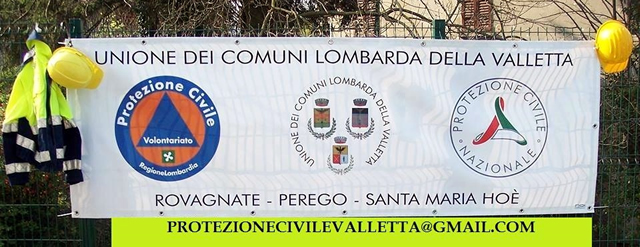 UNIONE DEI COMUNI LOMBARDA DELLA VALLETTA
Protezione Civile
Volontariato
RegioneLombardia
UNIONE DEI COMUNI LOMBARDA DELLA VALLETTA
PROTEZIONE CIVILE
NAZIONALE
ROVAGNATE - PEREGO - SANTA MARIA HOÈ
PROTEZIONECIVILEVALLETTA@GMAIL.COM